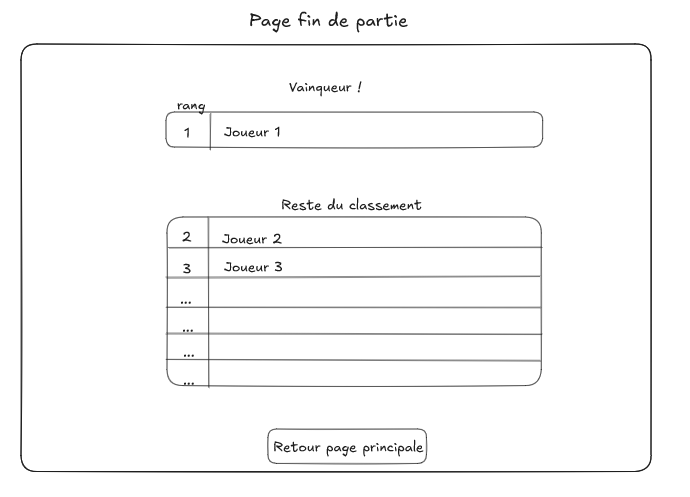 Page fin de partie
Vainqueur !
rang
1 Joueur 1
Reste du classement
2 Joueur 2
3 Joueur 3
...
...
...
...
Retour page principale